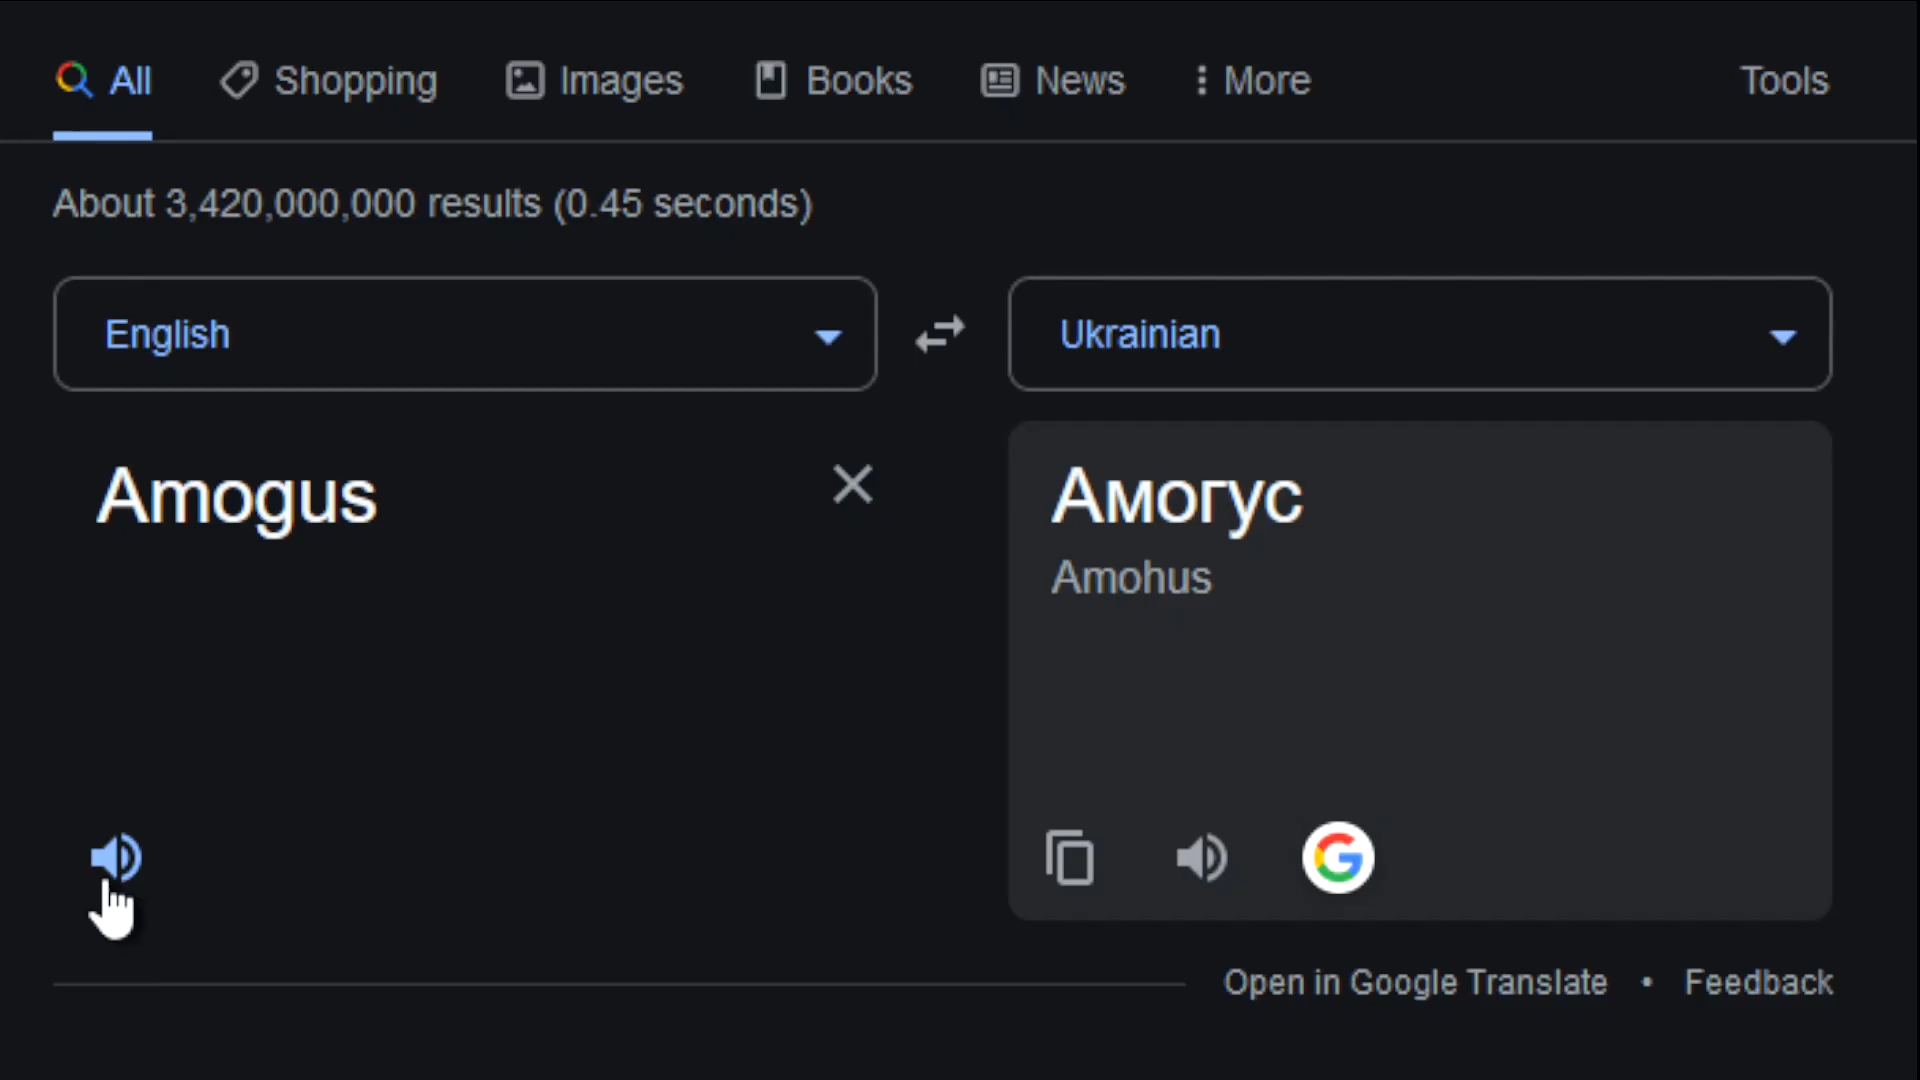 All Shopping Images Books News More Tools
About 3,420,000,000 results (0.45 seconds)
English Ukrainian
Amogus Амогус
Amohus
Open in Google Translate • Feedback